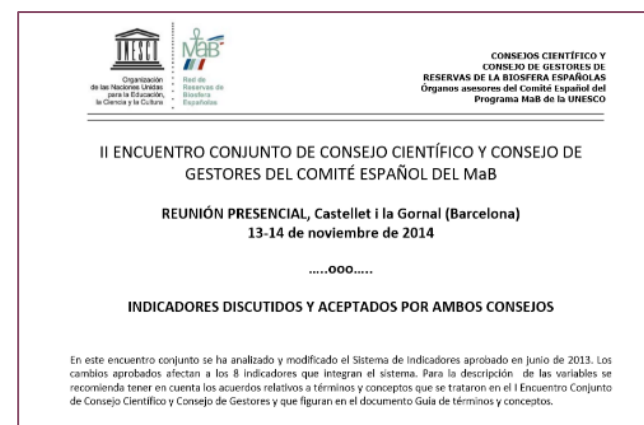 UNESCO
Organización
de las Naciones Unidas
para la Educación,
la Ciencia y la Cultura
MaB
Red de
Reservas de
Biosfera
Españolas
CONSEJOS CIENTÍFICO Y
CONSEJO DE GESTORES DE
RESERVAS DE LA BIOSFERA ESPAÑOLAS
Órganos asesores del Comité Español del
Programa MaB de la UNESCO
II ENCUENTRO CONJUNTO DE CONSEJO CIENTÍFICO Y CONSEJO DE
GESTORES DEL COMITÉ ESPAÑOL DEL MaB
REUNIÓN PRESENCIAL, Castellet i la Gornal (Barcelona)
13-14 de noviembre de 2014
.....ooo.....
INDICADORES DISCUTIDOS Y ACEPTADOS POR AMBOS CONSEJOS
En este encuentro conjunto se ha analizado y modificado el Sistema de Indicadores aprobado en junio de 2013. Los
cambios aprobados afectan a los 8 indicadores que integran el sistema. Para la descripción de las variables se
recomienda tener en cuenta los acuerdos relativos a términos y conceptos que se trataron en el I Encuentro Conjunto
de Consejo Científico y Consejo de Gestores y que figuran en el documento Guía de términos y conceptos.